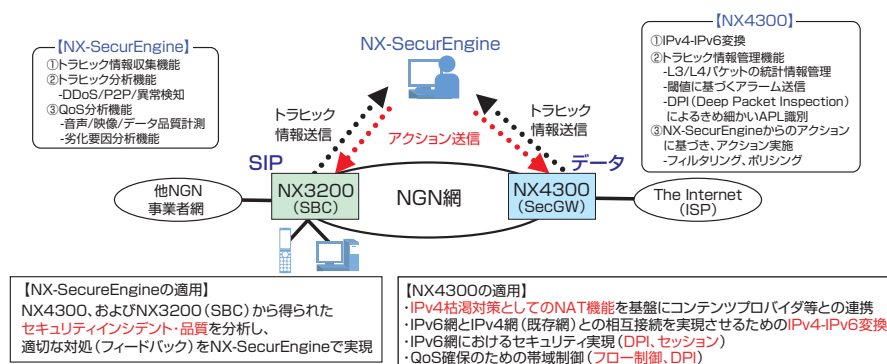 【NX-SecurEngine】
①トラヒック情報収集機能
②トラヒック分析機能
-DDoS/P2P/異常検知
③QoS分析機能
-音声/映像/データ品質計測
-劣化要因分析機能
NX-SecurEngine
【NX4300】
①IPv4-IPv6変換
②トラヒック情報管理機能
-L3/L4パケットの統計情報管理
-閾値に基づくアラーム送信
-DPI(Deep Packet Inspection)
によるきめ細かいAPL識別
③NX-SecurEngineからのアクション
に基づき、アクション実施
-フィルタリング、ポリシング
トラヒック
情報送信
アクション送信
トラヒック
情報送信
SIP
データ
他NGN
事業者網
NX3200
(SBC)
NGN網
NX4300
(SecGW)
The Internet
(ISP)
【NX-SecureEngineの適用】
NX4300、およびNX3200(SBC)から得られた
セキュリティインシデント・品質を分析し、
適切な対処(フィードバック)をNX-SecurEngineで実現
【NX4300の適用】
・IPv4枯渇対策としてのNAT機能を基盤にコンテンツプロバイダ等との連携
・IPv6網とIPv4網(既存網)との相互接続を実現させるためのIPv4-IPv6変換
・IPv6網におけるセキュリティ実現(DPI、セッション)
・QoS確保のための帯域制御(フロー制御、DPI)